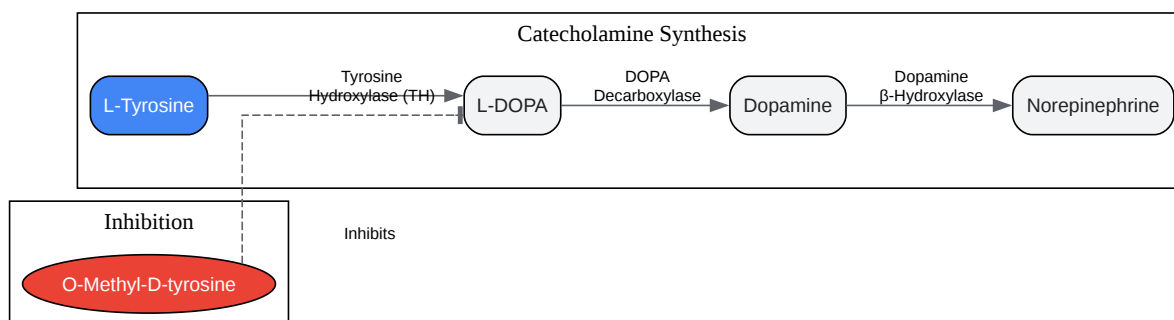 Catecholamine Synthesis
L-Tyrosine
Tyrosine
Hydroxylase (TH)
L-DOPA
DOPA
Decarboxylase
Dopamine
Dopamine
β-Hydroxylase
Norepinephrine
Inhibition
Inhibits
O-Methyl-D-tyrosine